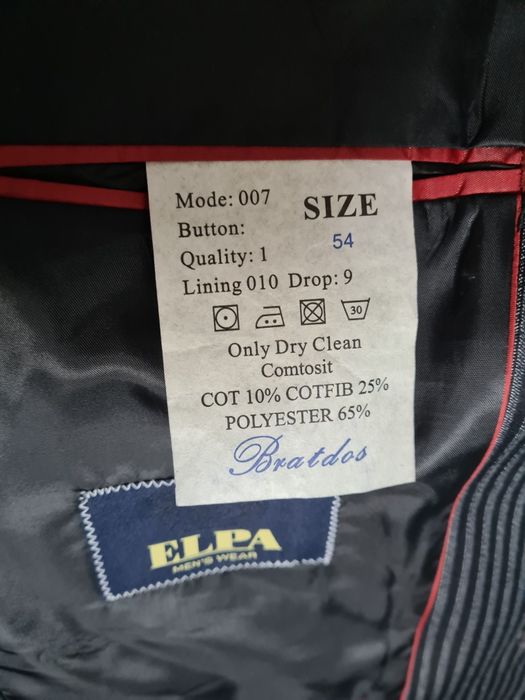 Mode: 007
SIZE
Button:
54
Quality: 1
Lining 010 Drop: 9
30
Only Dry Clean
Comtosit
COT 10% COTFIB 25%
POLYESTER 65%
Bratdos
ELPA
MEN'S WEAR